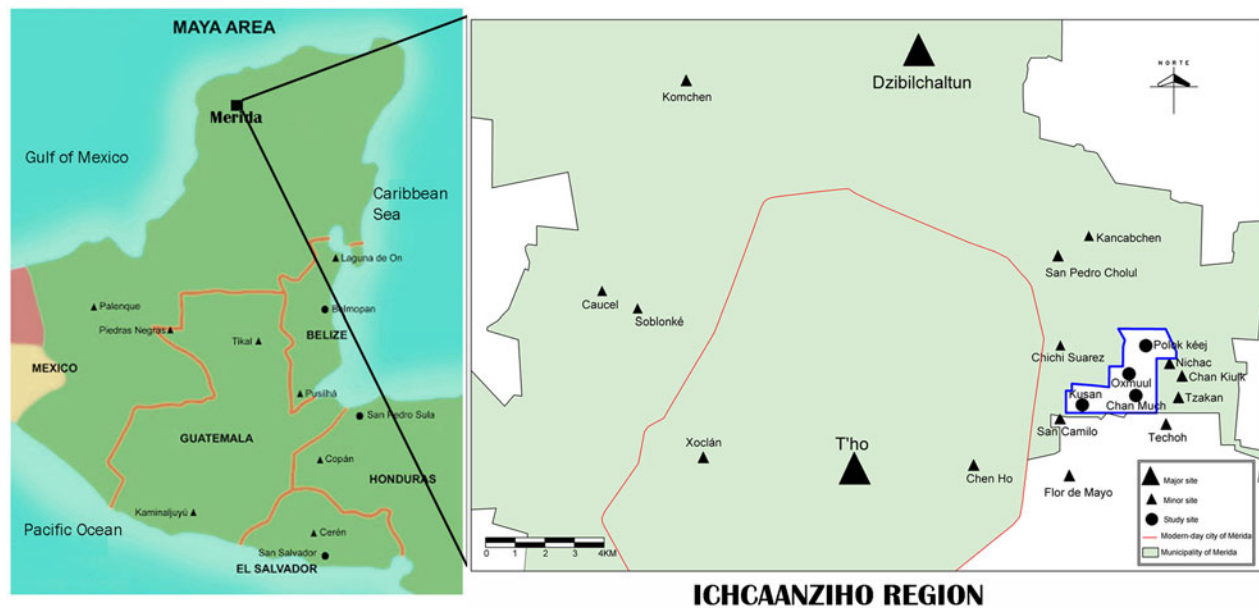 MAYA AREA
Merida
Gulf of Mexico
Caribbean
Sea
Laguna de On
Palenque
Belmopan
Piedras Negras
Tikal
BELIZE
MEXICO
Pusilhá
San Pedro Sula
GUATEMALA
Copán
HONDURAS
Kaminaljuyú
Pacific Ocean
Cerén
San Salvador
EL SALVADOR
Dzibilchaltun
Komchen
NORTE
Kancabchen
San Pedro Cholul
Caucel
Soblonké
Chichi Suarez
Polok kéej
Nichac
Oxmuul
Chan Kiuik
Kusan
Chan Much
Tzakan
San Camilo
Techoh
Xoclán
T'ho
Chen Ho
Flor de Mayo
Major site
Minor site
Study site
Modern-day city of Mérida
Municipality of Merida
0 1 2 3 4KM
ICHCAANZIHO REGION